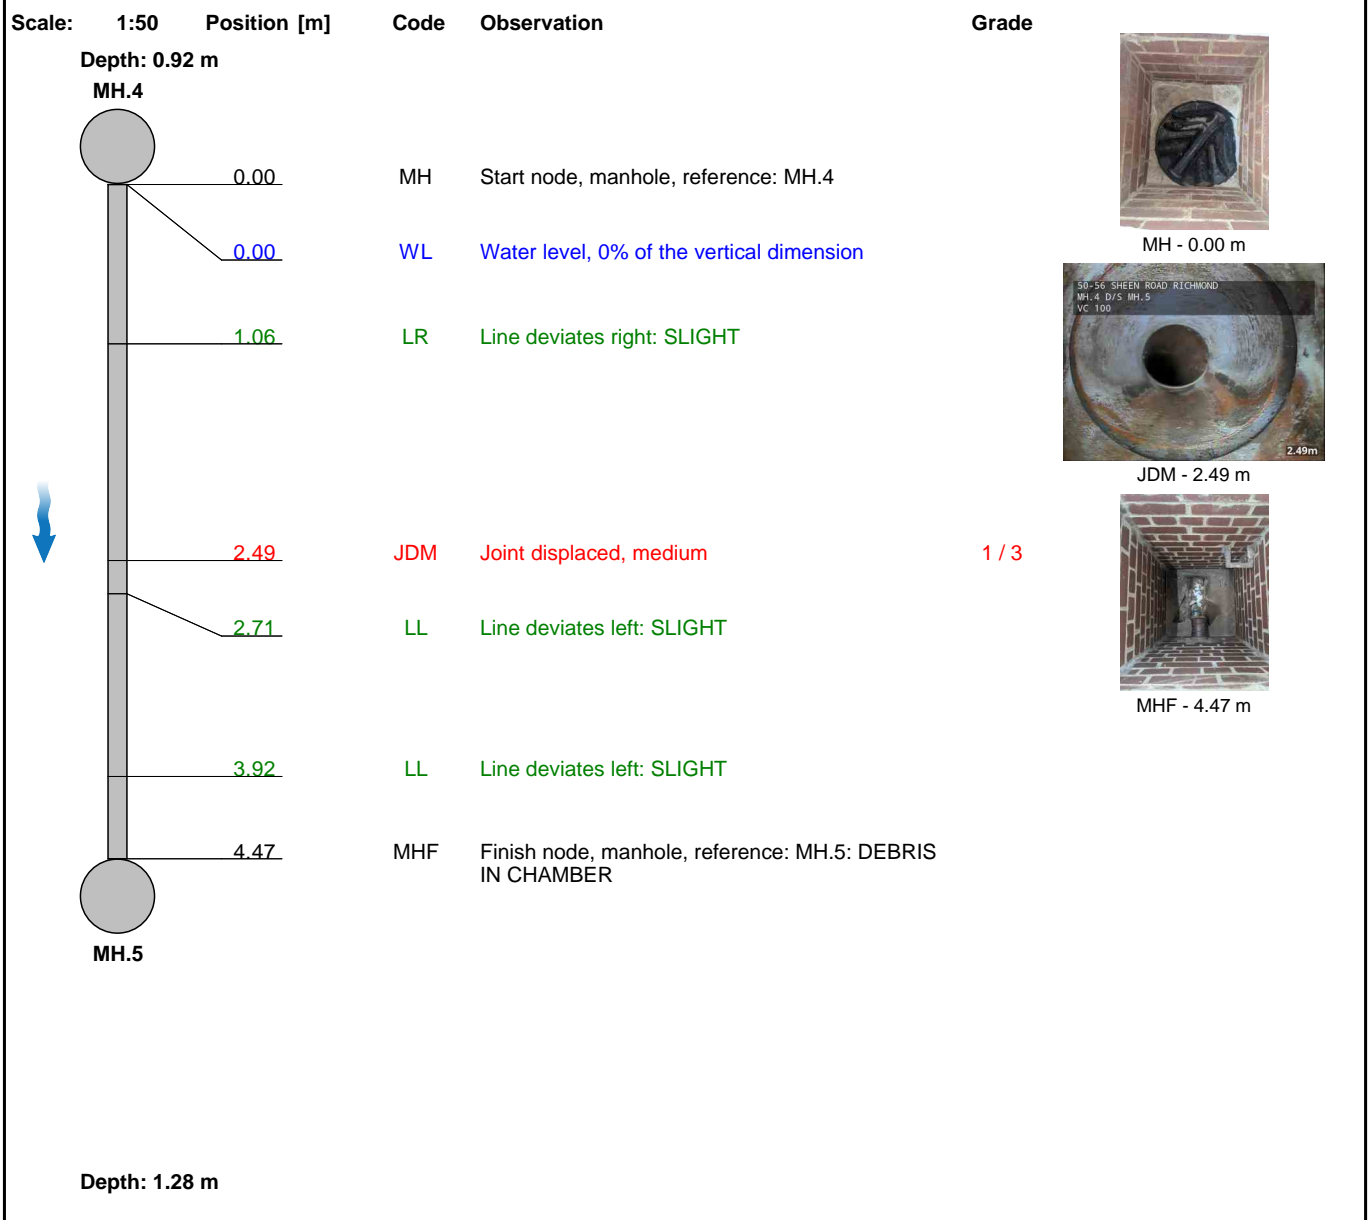 Scale: 1:50 Position [m] Code Observation Grade
Depth: 0.92 m
MH.4
0.00 MH Start node, manhole, reference: MH.4
0.00 WL Water level, 0% of the vertical dimension
1.06 LR Line deviates right: SLIGHT
2.49 JDM Joint displaced, medium 1 / 3
2.71 LL Line deviates left: SLIGHT
3.92 LL Line deviates left: SLIGHT
4.47 MHF Finish node, manhole, reference: MH.5: DEBRIS
IN CHAMBER
MH.5
Depth: 1.28 m
MH - 0.00 m
50-56 SHEEN ROAD RICHMOND
MH.4 D/S MH.5
VC 100
2.49m
JDM - 2.49 m
MHF - 4.47 m